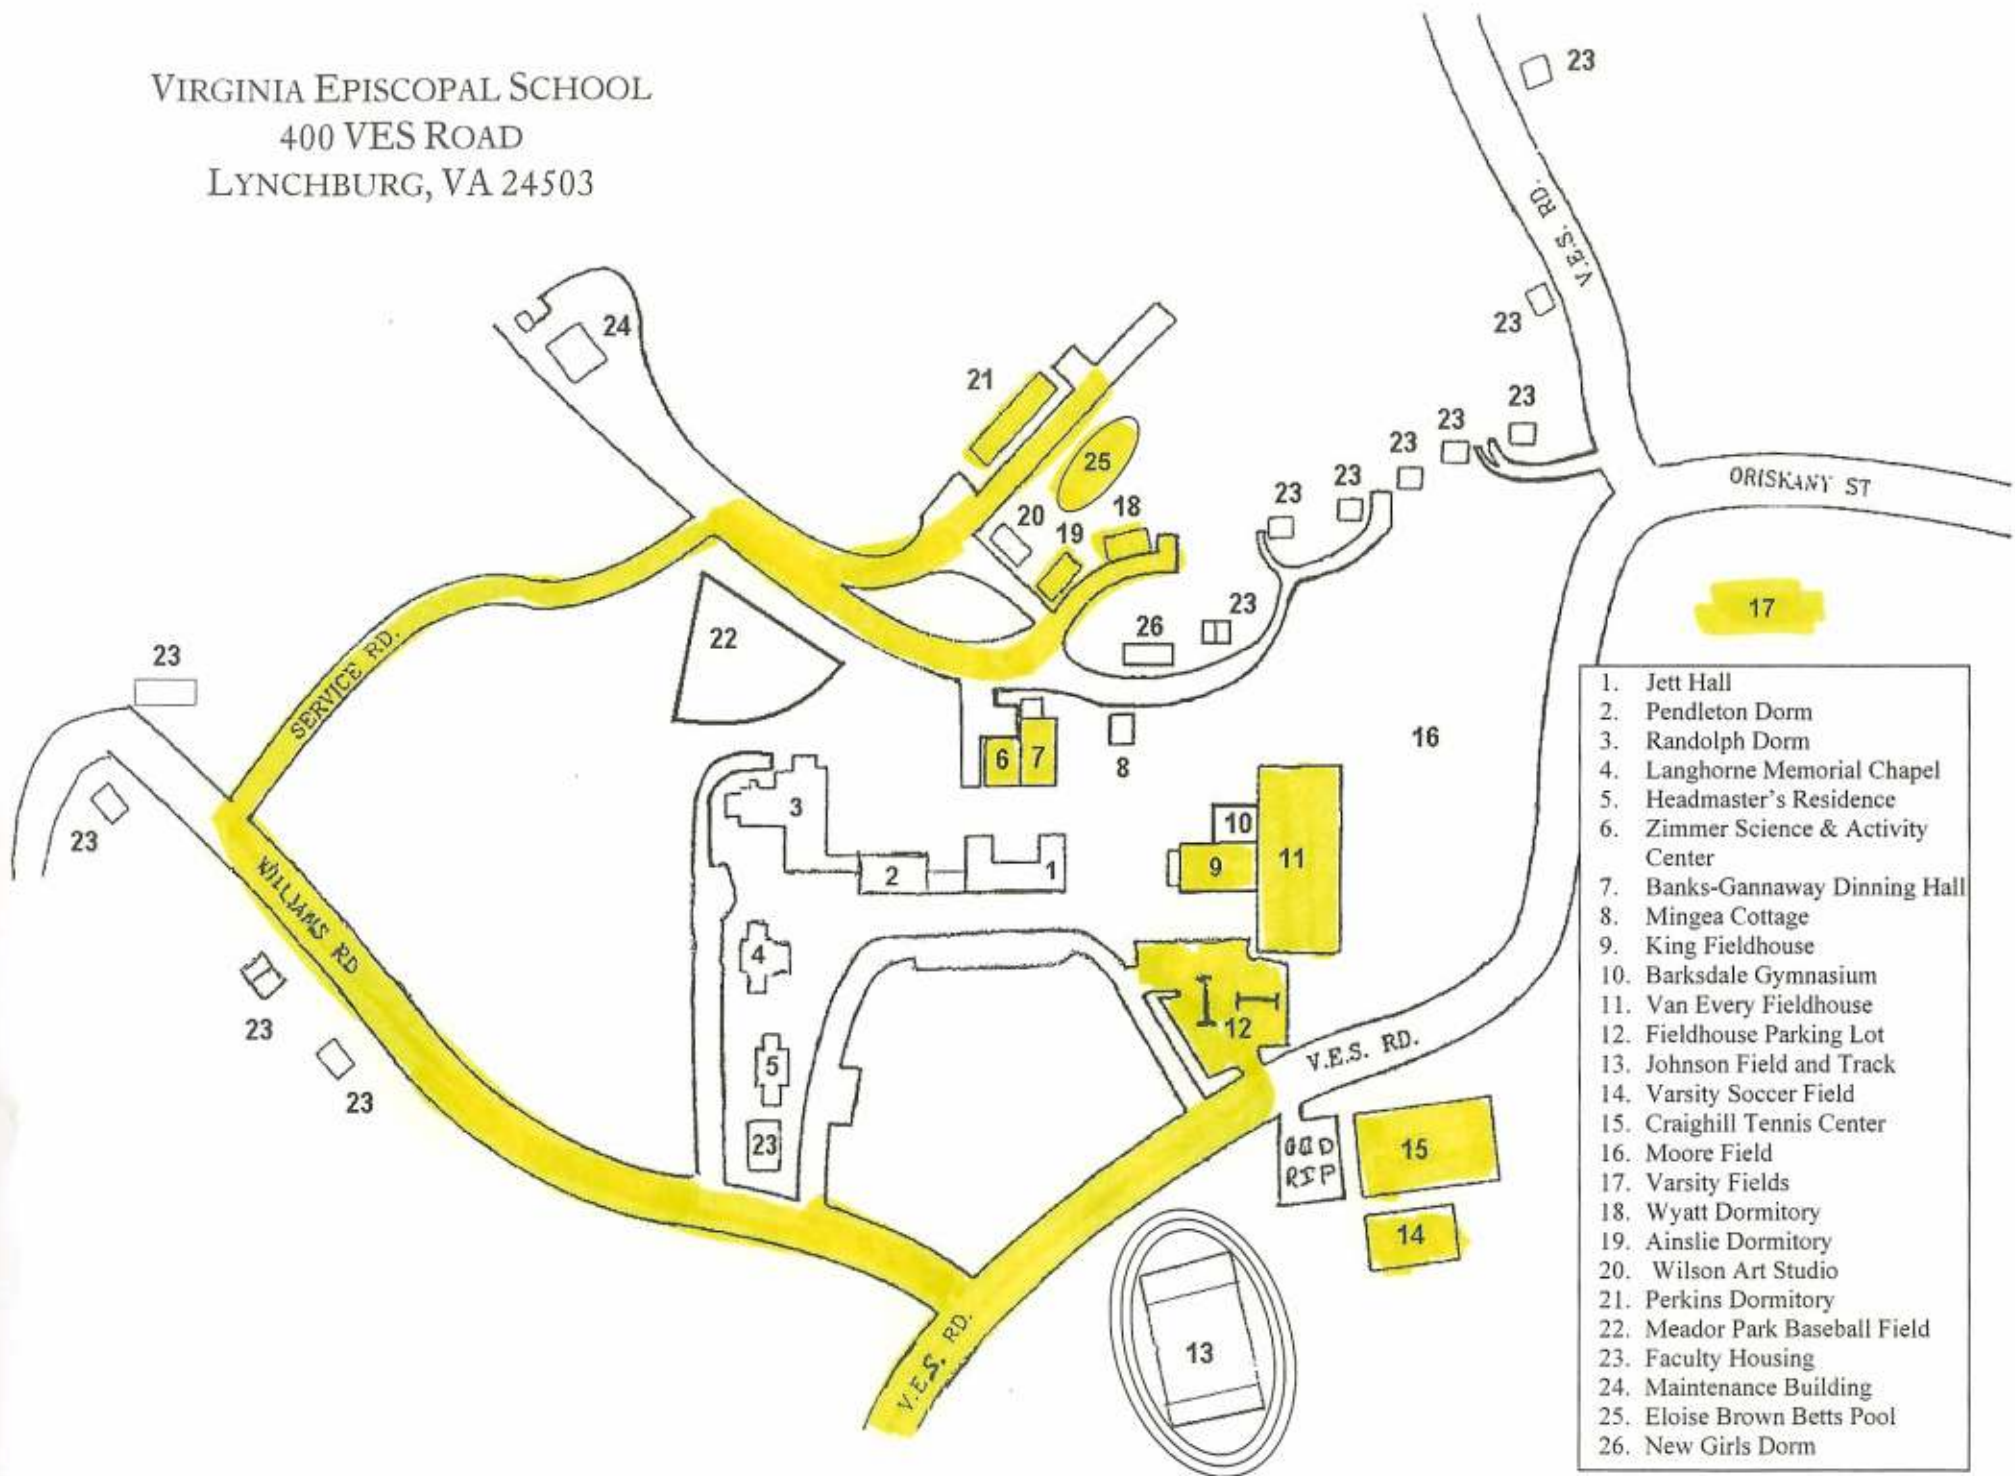 VIRGINIA EPISCOPAL SCHOOL
400 VES ROAD
LYNCHBURG, VA 24503
23
V.E.S. RD.
24
23
21
23
23
25
23
23
23
ORISKANY ST
20
18
19
17
SERVICE RD.
22
26
23
23
16
6
7
8
23
3
10
WILLIAMS RD
2
1
9
11
4
23
12
5
V.E.S. RD.
23
23
OLD
RIP
15
14
V.E.S. RD.
13
1. Jett Hall
2. Pendleton Dorm
3. Randolph Dorm
4. Langhorne Memorial Chapel
5. Headmaster's Residence
6. Zimmer Science & Activity
Center
7. Banks-Gannaway Dinning Hall
8. Mingea Cottage
9. King Fieldhouse
10. Barksdale Gymnasium
11. Van Every Fieldhouse
12. Fieldhouse Parking Lot
13. Johnson Field and Track
14. Varsity Soccer Field
15. Craighill Tennis Center
16. Moore Field
17. Varsity Fields
18. Wyatt Dormitory
19. Ainslie Dormitory
20. Wilson Art Studio
21. Perkins Dormitory
22. Meador Park Baseball Field
23. Faculty Housing
24. Maintenance Building
25. Eloise Brown Betts Pool
26. New Girls Dorm